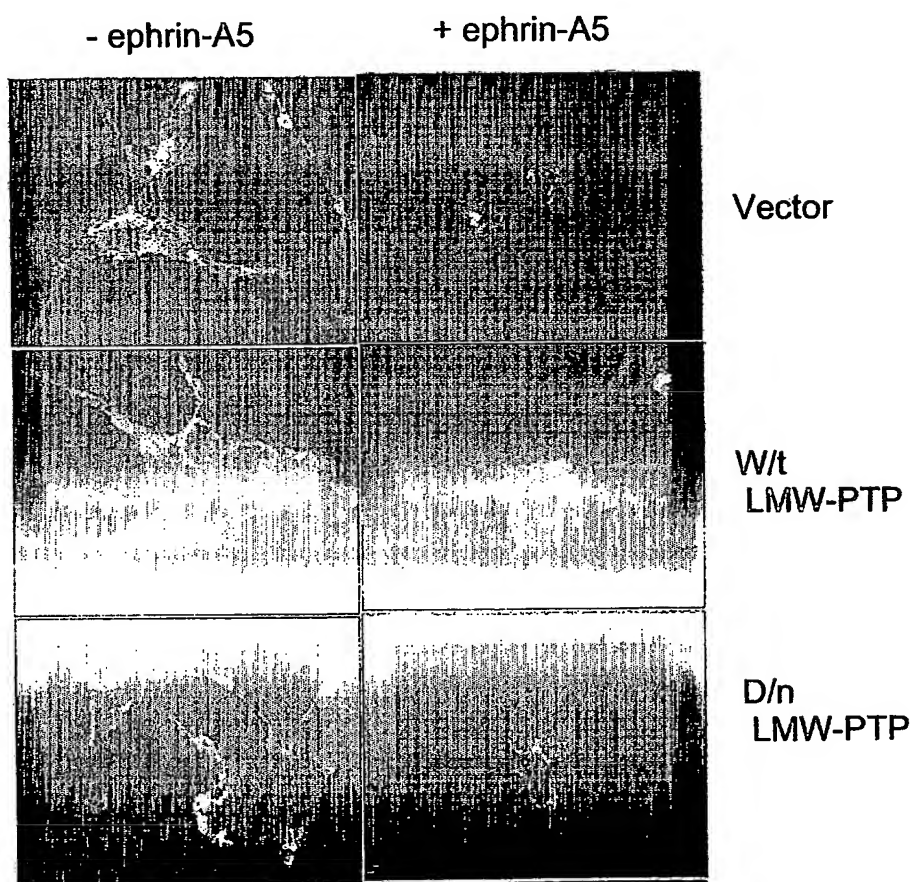 - ephrin-A5
+ ephrin-A5
Vector
W/t
LMW-PTP
D/n
LMW-PTP